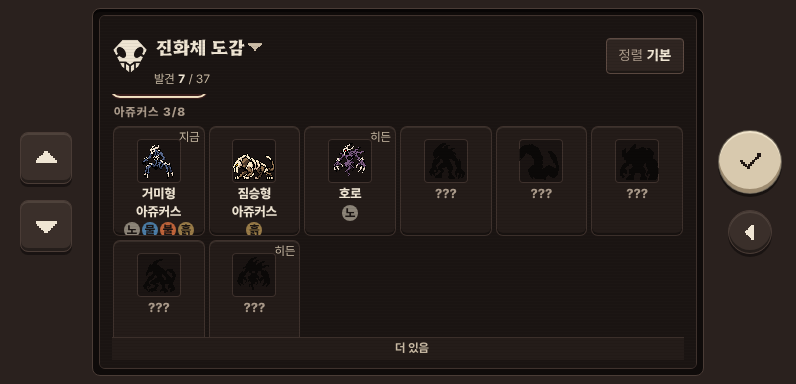 진화체 도감
발견 7 / 37
정렬 기본
아쥬커스 3/8
지금
거미형
아쥬커스
노 물 불 흙
짐승형
아쥬커스
흙
히든
호로
노
???
???
???
???
히든
???
더 있음